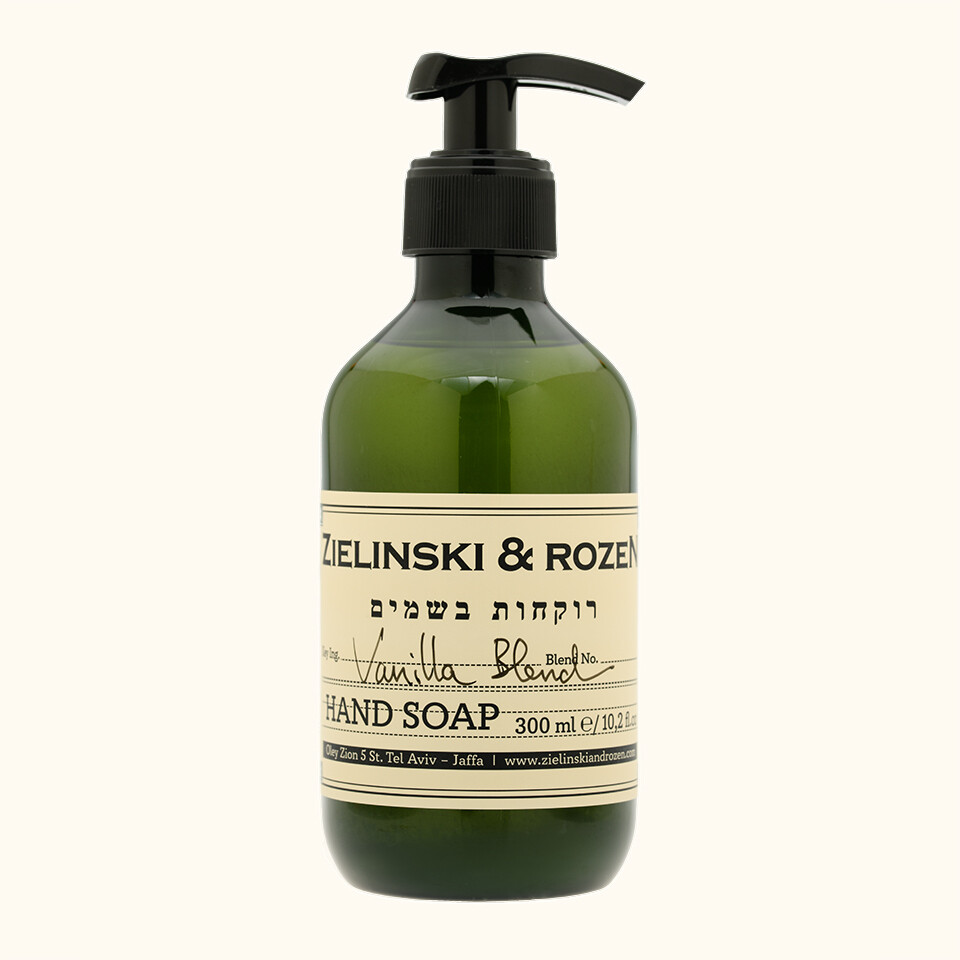 ZIELINSKI & ROZEN
רוקחות בשמים
Vanilla Blend Blend No.
HAND SOAP 300 ml ℮/10,2 fl.
Oley Zion 5 St. Tel Aviv – Jaffa | www.zielinskiandrozen.com